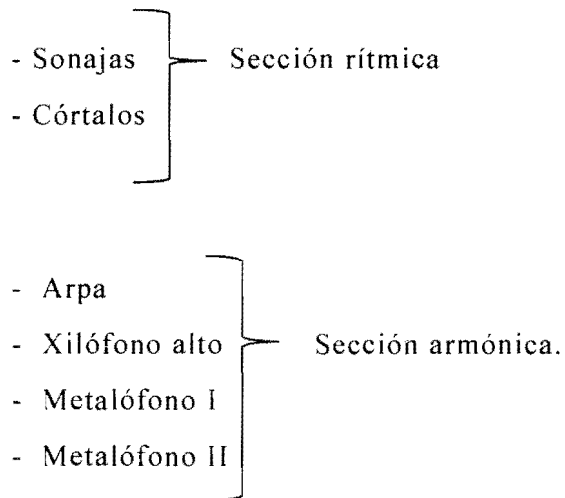 - Sonajas Sección rítmica
- Córtalos
- Arpa
- Xilófono alto Sección armónica.
- Metalófono I
- Metalófono II